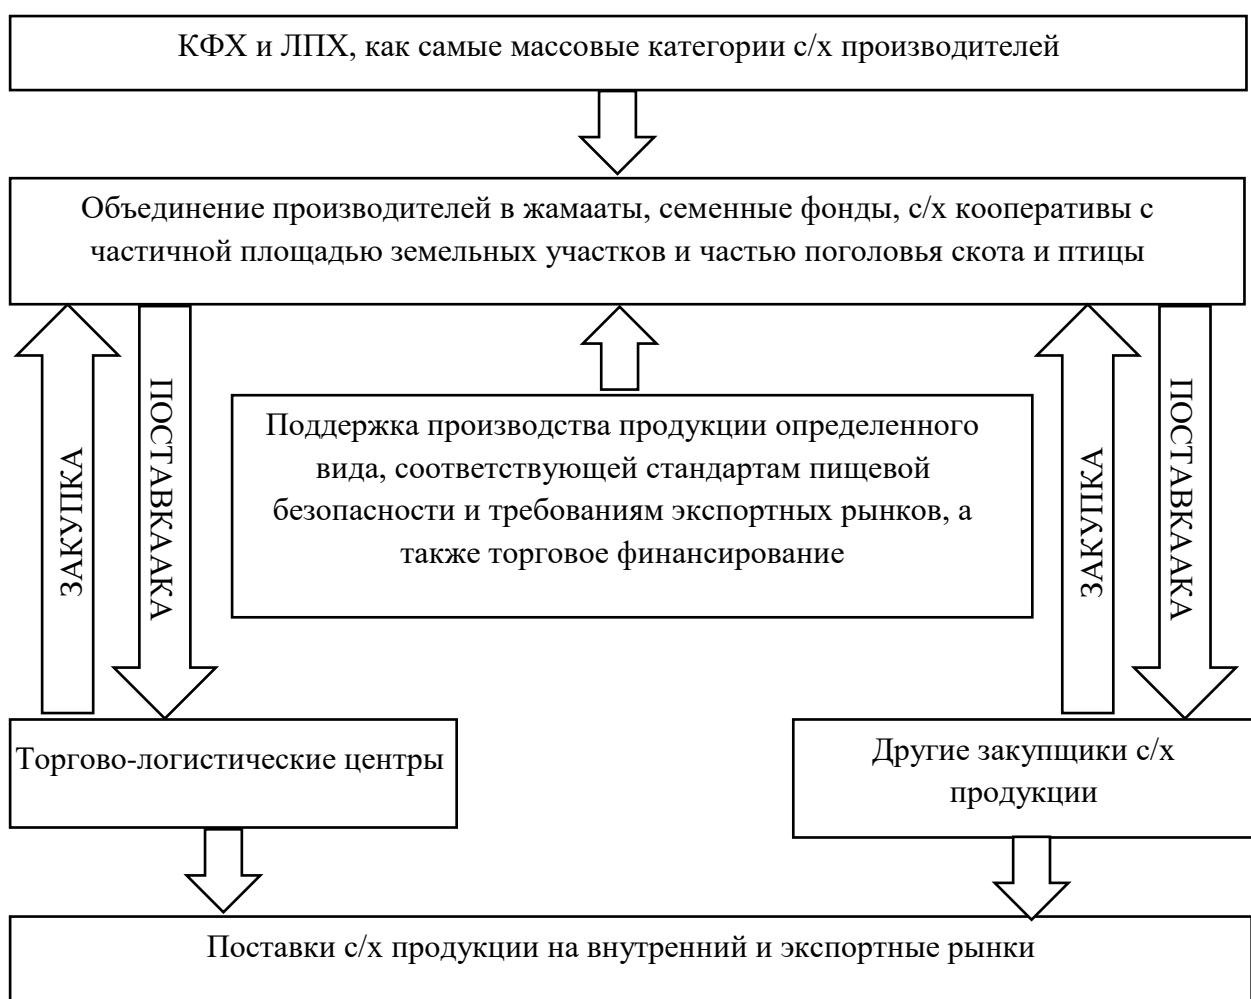 КФХ и ЛПХ, как самые массовые категории с/х производителей
Объединение производителей в жамааты, семенные фонды, с/х кооперативы с
частичной площадью земельных участков и частью поголовья скота и птицы
ЗАКУПКА
ПОСТАВКААКА
Поддержка производства продукции определенного
вида, соответствующей стандартам пищевой
безопасности и требованиям экспортных рынков, а
также торговое финансирование
ЗАКУПКА
ПОСТАВКААКА
Торгово-логистические центры
Другие закупщики с/х
продукции
Поставки с/х продукции на внутренний и экспортные рынки